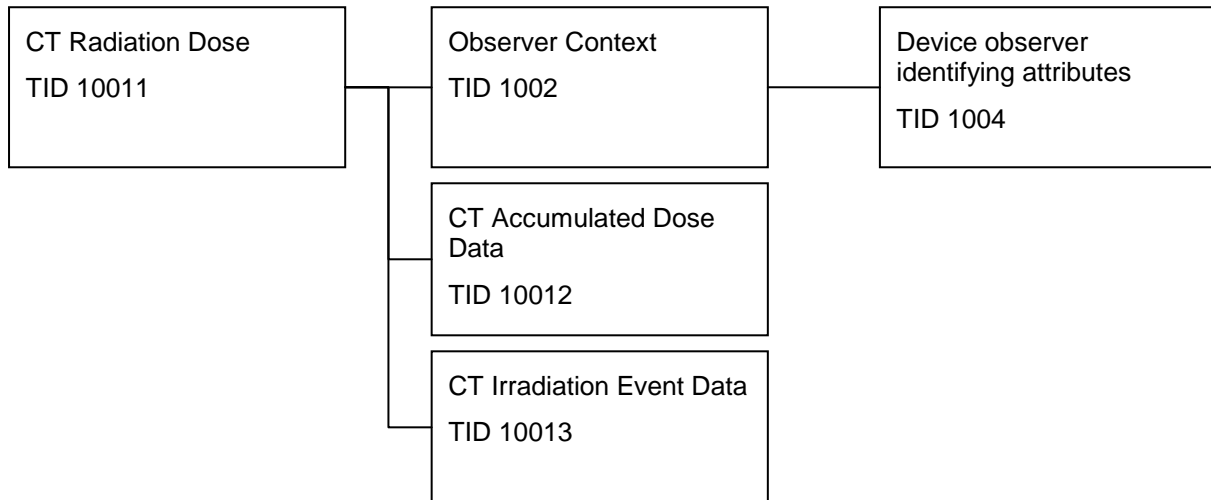 CT Radiation Dose
TID 10011
Observer Context
TID 1002
Device observer
identifying attributes
TID 1004
CT Accumulated Dose
Data
TID 10012
CT Irradiation Event Data
TID 10013